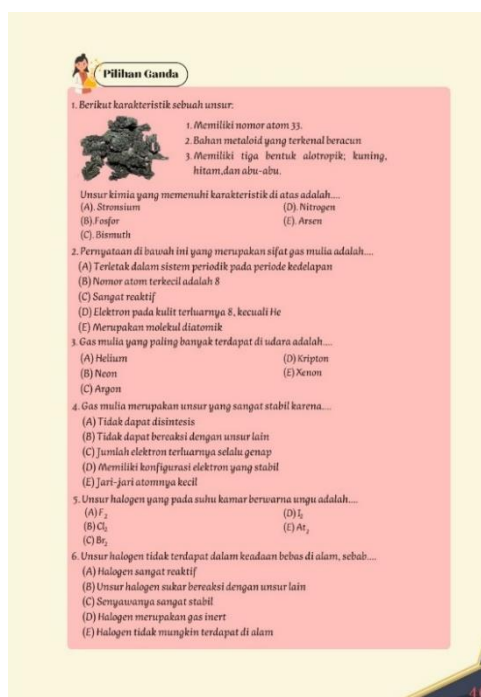 Pilihan Ganda
1. Berikut karakteristik sebuah unsur:
1. Memiliki nomor atom 33.
2. Bahan metaloid yang terkenal beracun
3. Memiliki tiga bentuk alotropik; kuning,
hitam,dan abu-abu.
Unsur kimia yang memenuhi karakteristik di atas adalah....
(A). Stronsium
(D). Nitrogen
(B).Fosfor
(E). Arsen
(C). Bismuth
2. Pernyataan di bawah ini yang merupakan sifat gas mulia adalah....
(A) Terletak dalam sistem periodik pada periode kedelapan
(B) Nomor atom terkecil adalah 8
(C) Sangat reaktif
(D) Elektron pada kulit terluarnya 8, kecuali He
(E) Merupakan molekul diatomik
3. Gas mulia yang paling banyak terdapat di udara adalah....
(A) Helium
(D) Kripton
(B) Neon
(E) Xenon
(C) Argon
4. Gas mulia merupakan unsur yang sangat stabil karena....
(A) Tidak dapat disintesis
(B) Tidak dapat bereaksi dengan unsur lain
(C) Jumlah elektron terluarnya selalu genap
(D) Memiliki konfigurasi elektron yang stabil
(E) Jari-jari atomnya kecil
5. Unsur halogen yang pada suhu kamar berwarna ungu adalah....
(A) F₂
(D) I₂
(B) Cl₂
(E) At₂
(C) Br₂
6. Unsur halogen tidak terdapat dalam keadaan bebas di alam, sebab....
(A) Halogen sangat reaktif
(B) Unsur halogen sukar bereaksi dengan unsur lain
(C) Senyawanya sangat stabil
(D) Halogen merupakan gas inert
(E) Halogen tidak mungkin terdapat di alam